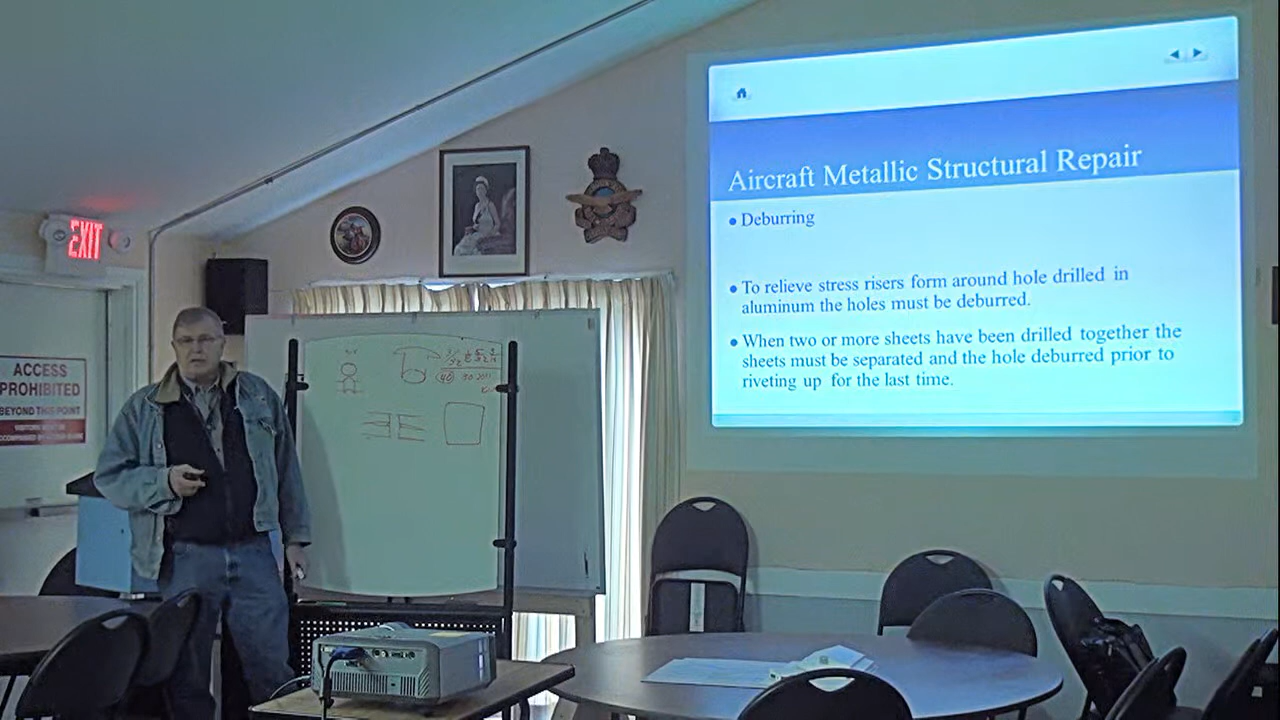 EXIT
ACCESS
PROHIBITED
BEYOND THIS POINT
Aircraft Metallic Structural Repair
• Deburring
• To relieve stress risers form around hole drilled in
aluminum the holes must be deburred.
• When two or more sheets have been drilled together the
sheets must be separated and the hole deburred prior to
riveting up for the last time.